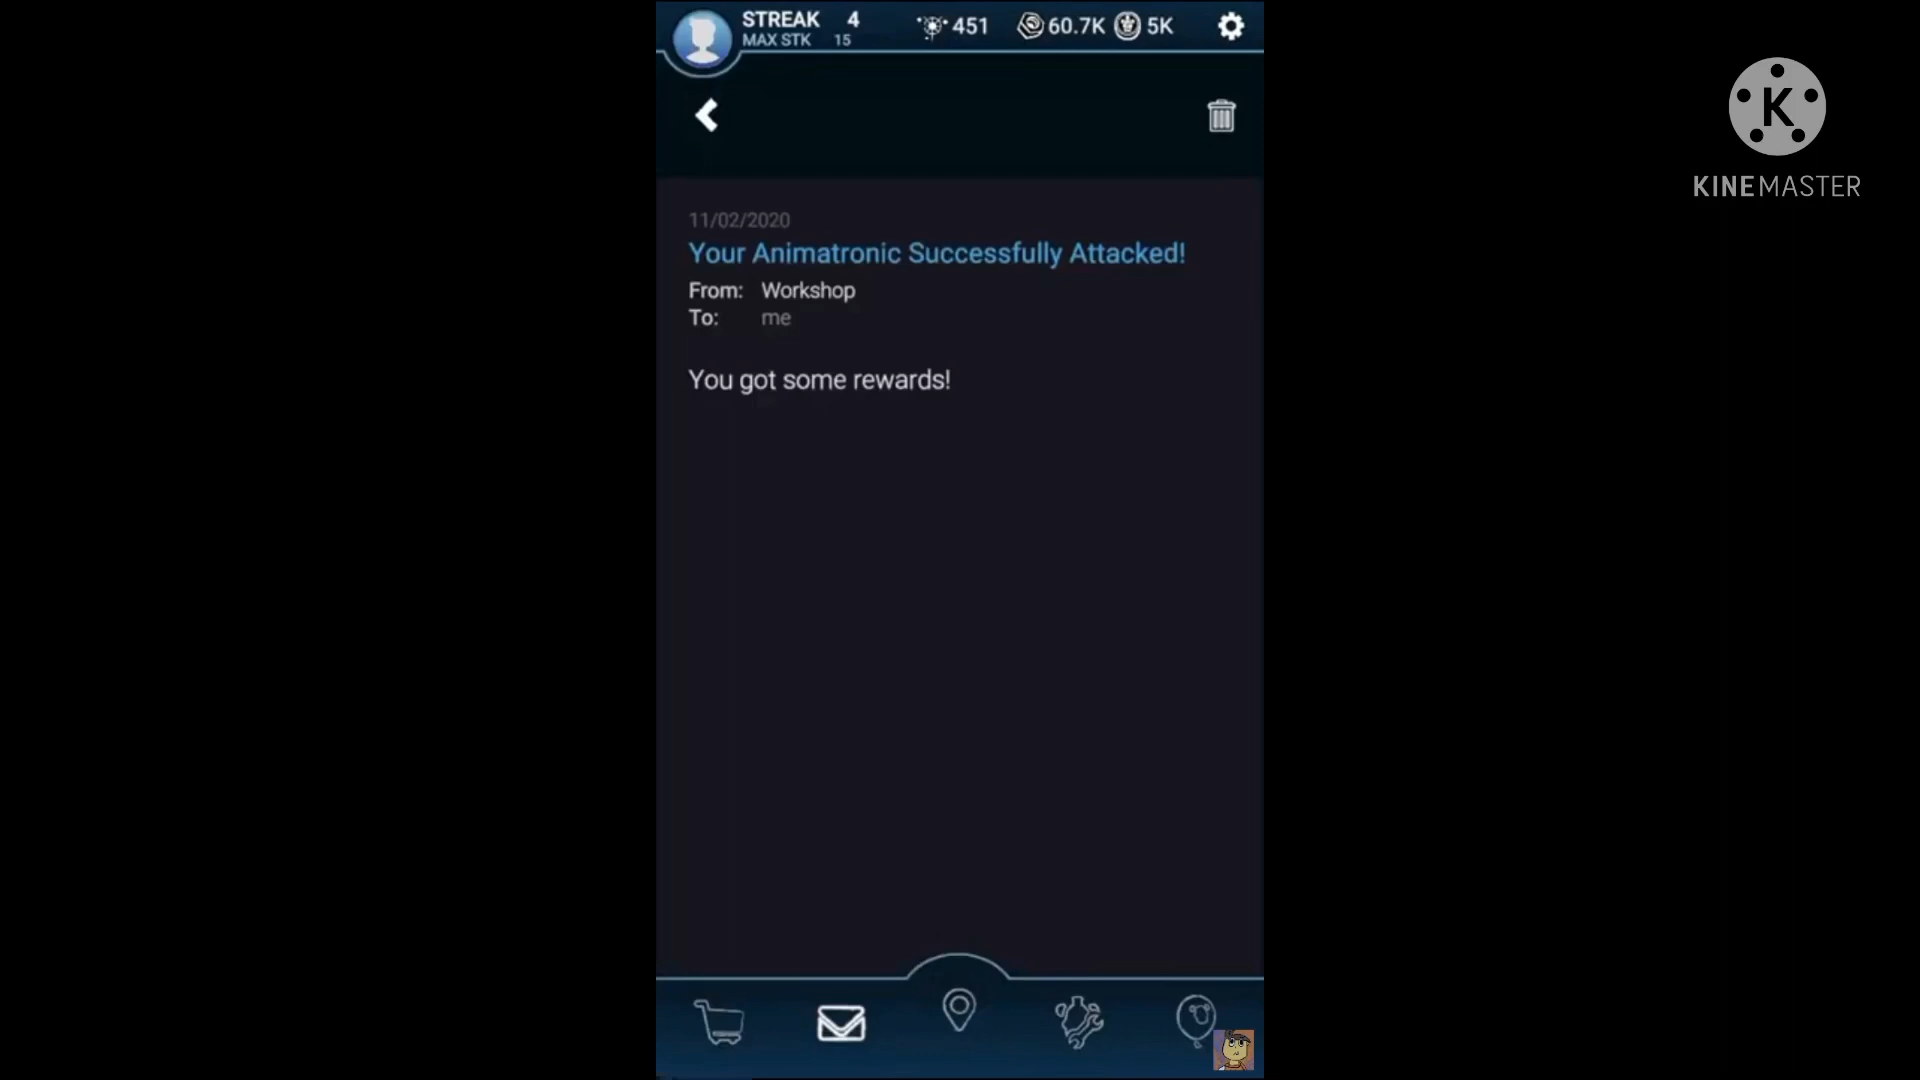 STREAK 4 451 60.7K 5K
MAX STK 15
K
KINEMASTER
11/02/2020
Your Animatronic Successfully Attacked!
From: Workshop
To: me
You got some rewards!